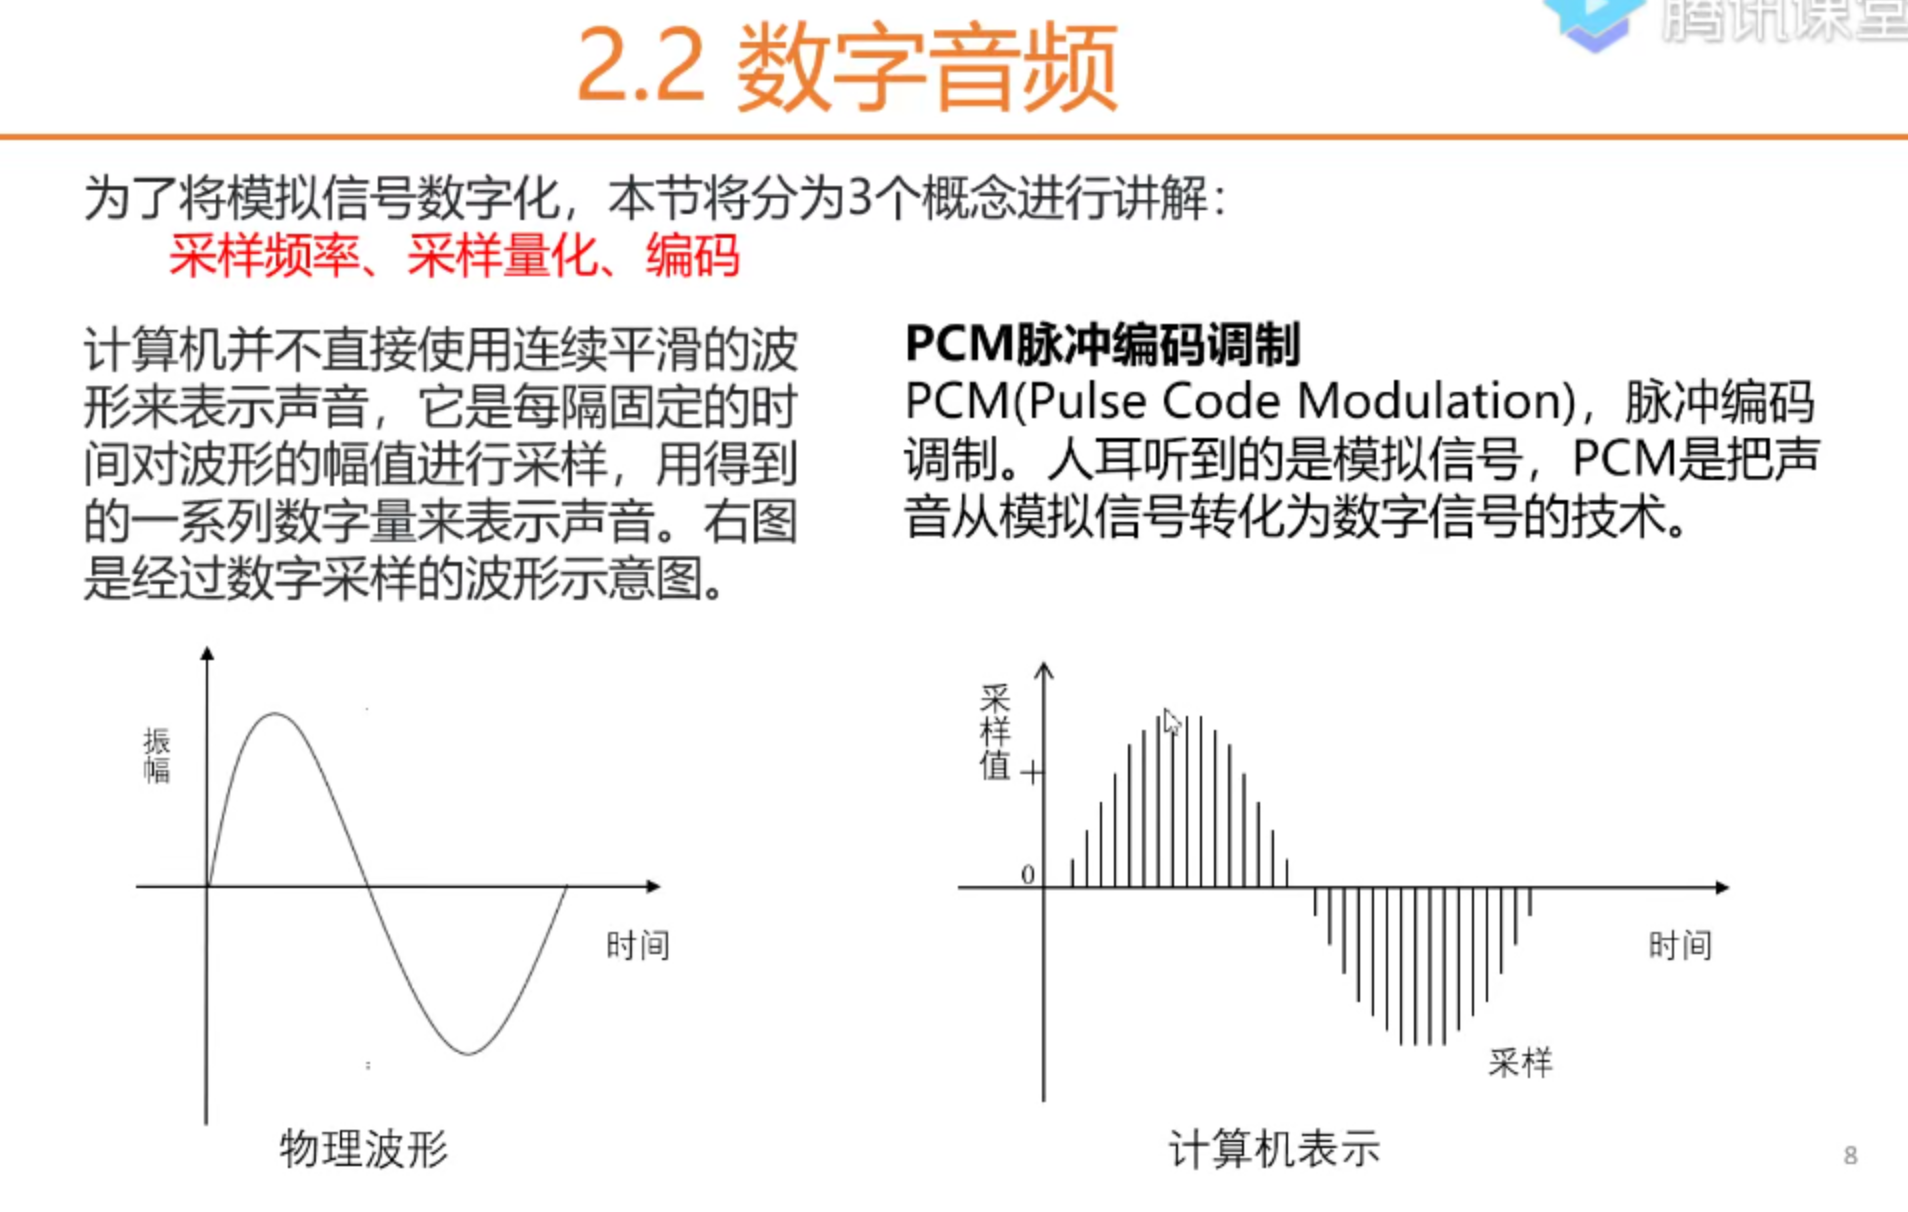 腾讯课堂
2.2 数字音频
为了将模拟信号数字化，本节将分为3个概念进行讲解：
采样频率、采样量化、编码
计算机并不直接使用连续平滑的波
形来表示声音，它是每隔固定的时
间对波形的幅值进行采样，用得到
的一系列数字量来表示声音。右图
是经过数字采样的波形示意图。
PCM脉冲编码调制
PCM(Pulse Code Modulation)，脉冲编码
调制。人耳听到的是模拟信号，PCM是把声
音从模拟信号转化为数字信号的技术。
振幅
时间
物理波形
采样值
0
时间
采样
计算机表示
8